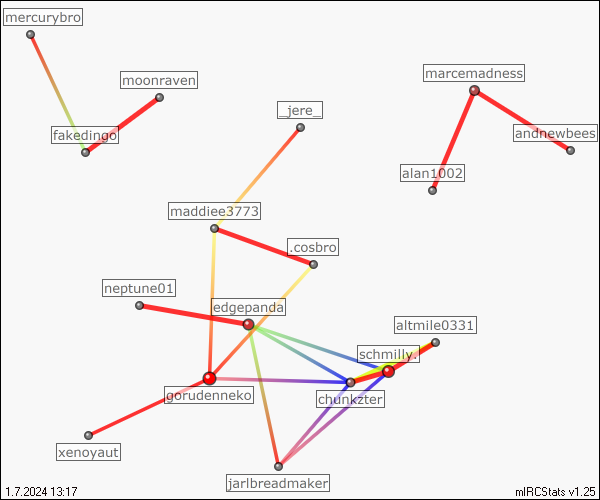 mercurybro
moonraven
marcemadness
_jere_
fakedingo
andnewbees
alan1002
maddiee3773
.cosbro
neptune01
edgepanda
altmile0331
schmilly.
gorudenneko
chunkzter
xenoyaut
jarlbreadmaker
1.7.2024 13:17
mIRCStats v1.25